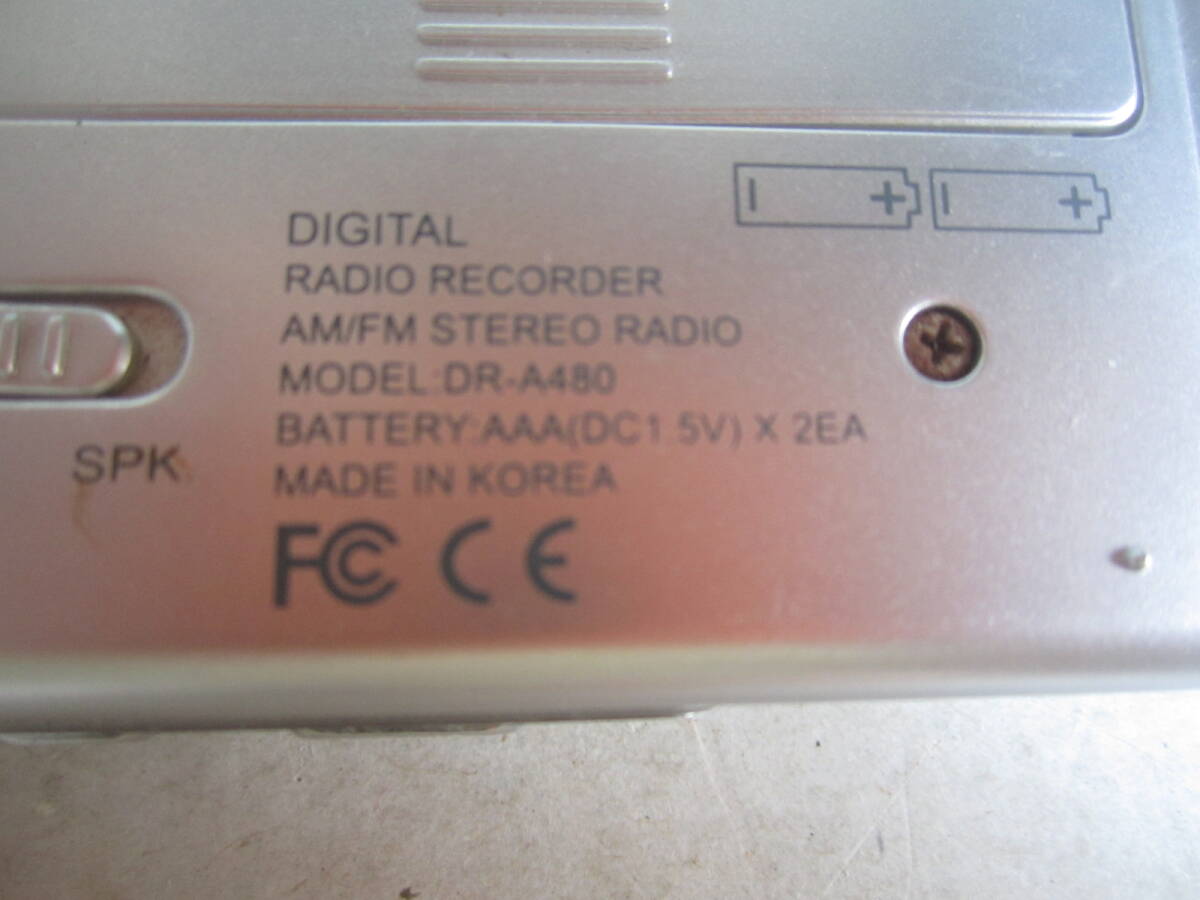 DIGITAL
RADIO RECORDER
AM/FM STEREO RADIO
MODEL:DR-A480
BATTERY:AAA(DC1.5V) X 2EA
MADE IN KOREA
FC CE
SPK